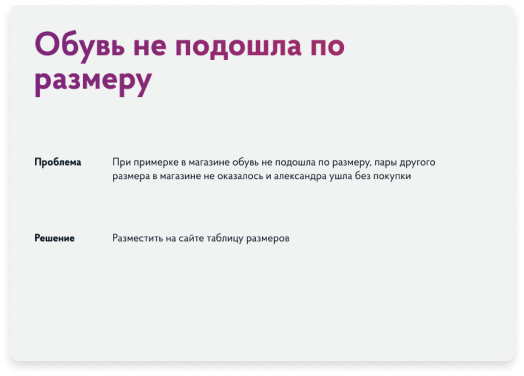 Обувь не подошла по
размеру
Проблема
При примерке в магазине обувь не подошла по размеру, пары другого
размера в магазине не оказалось и александра ушла без покупки
Решение
Разместить на сайте таблицу размеров